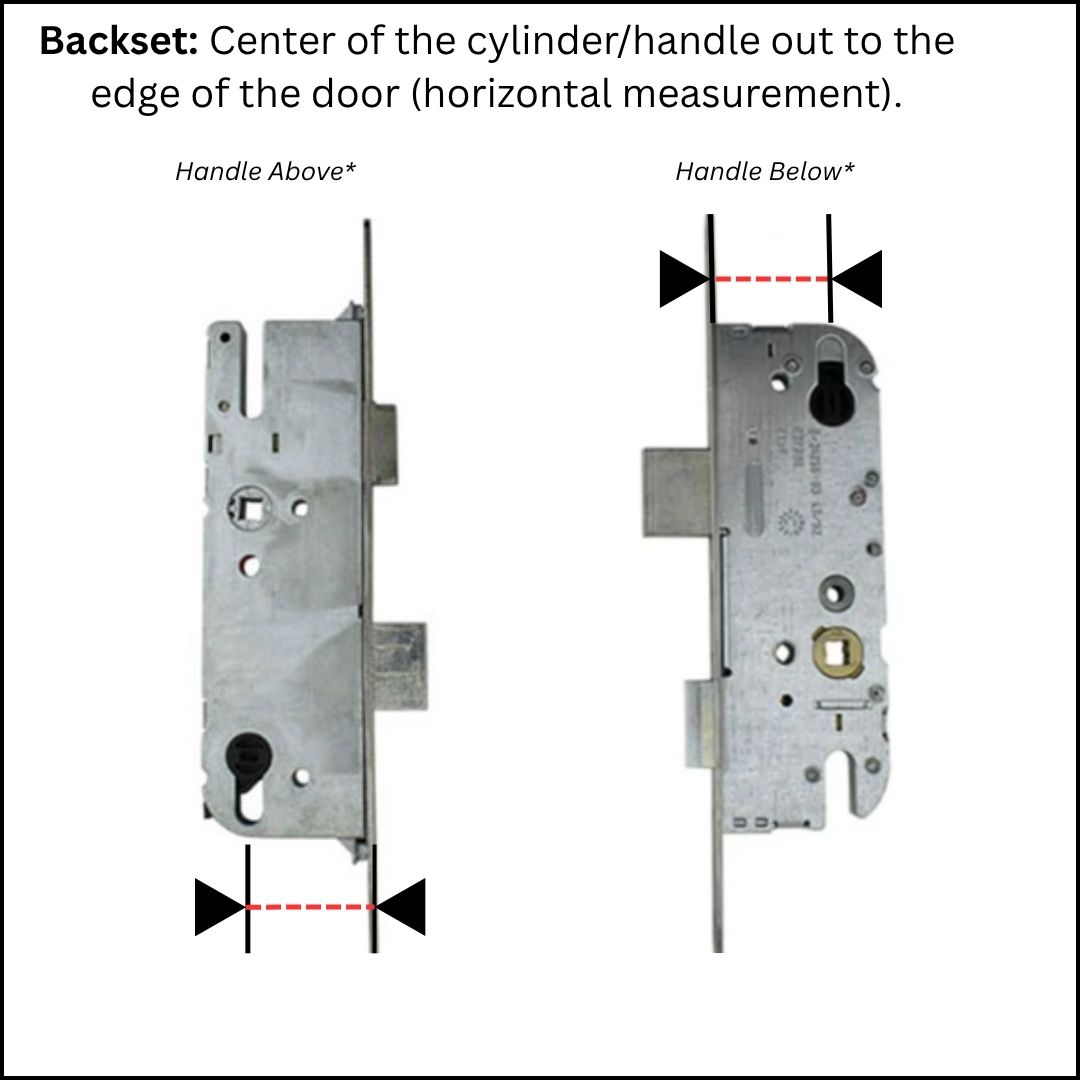 Backset: Center of the cylinder/handle out to the
edge of the door (horizontal measurement).
Handle Above*
Handle Below*